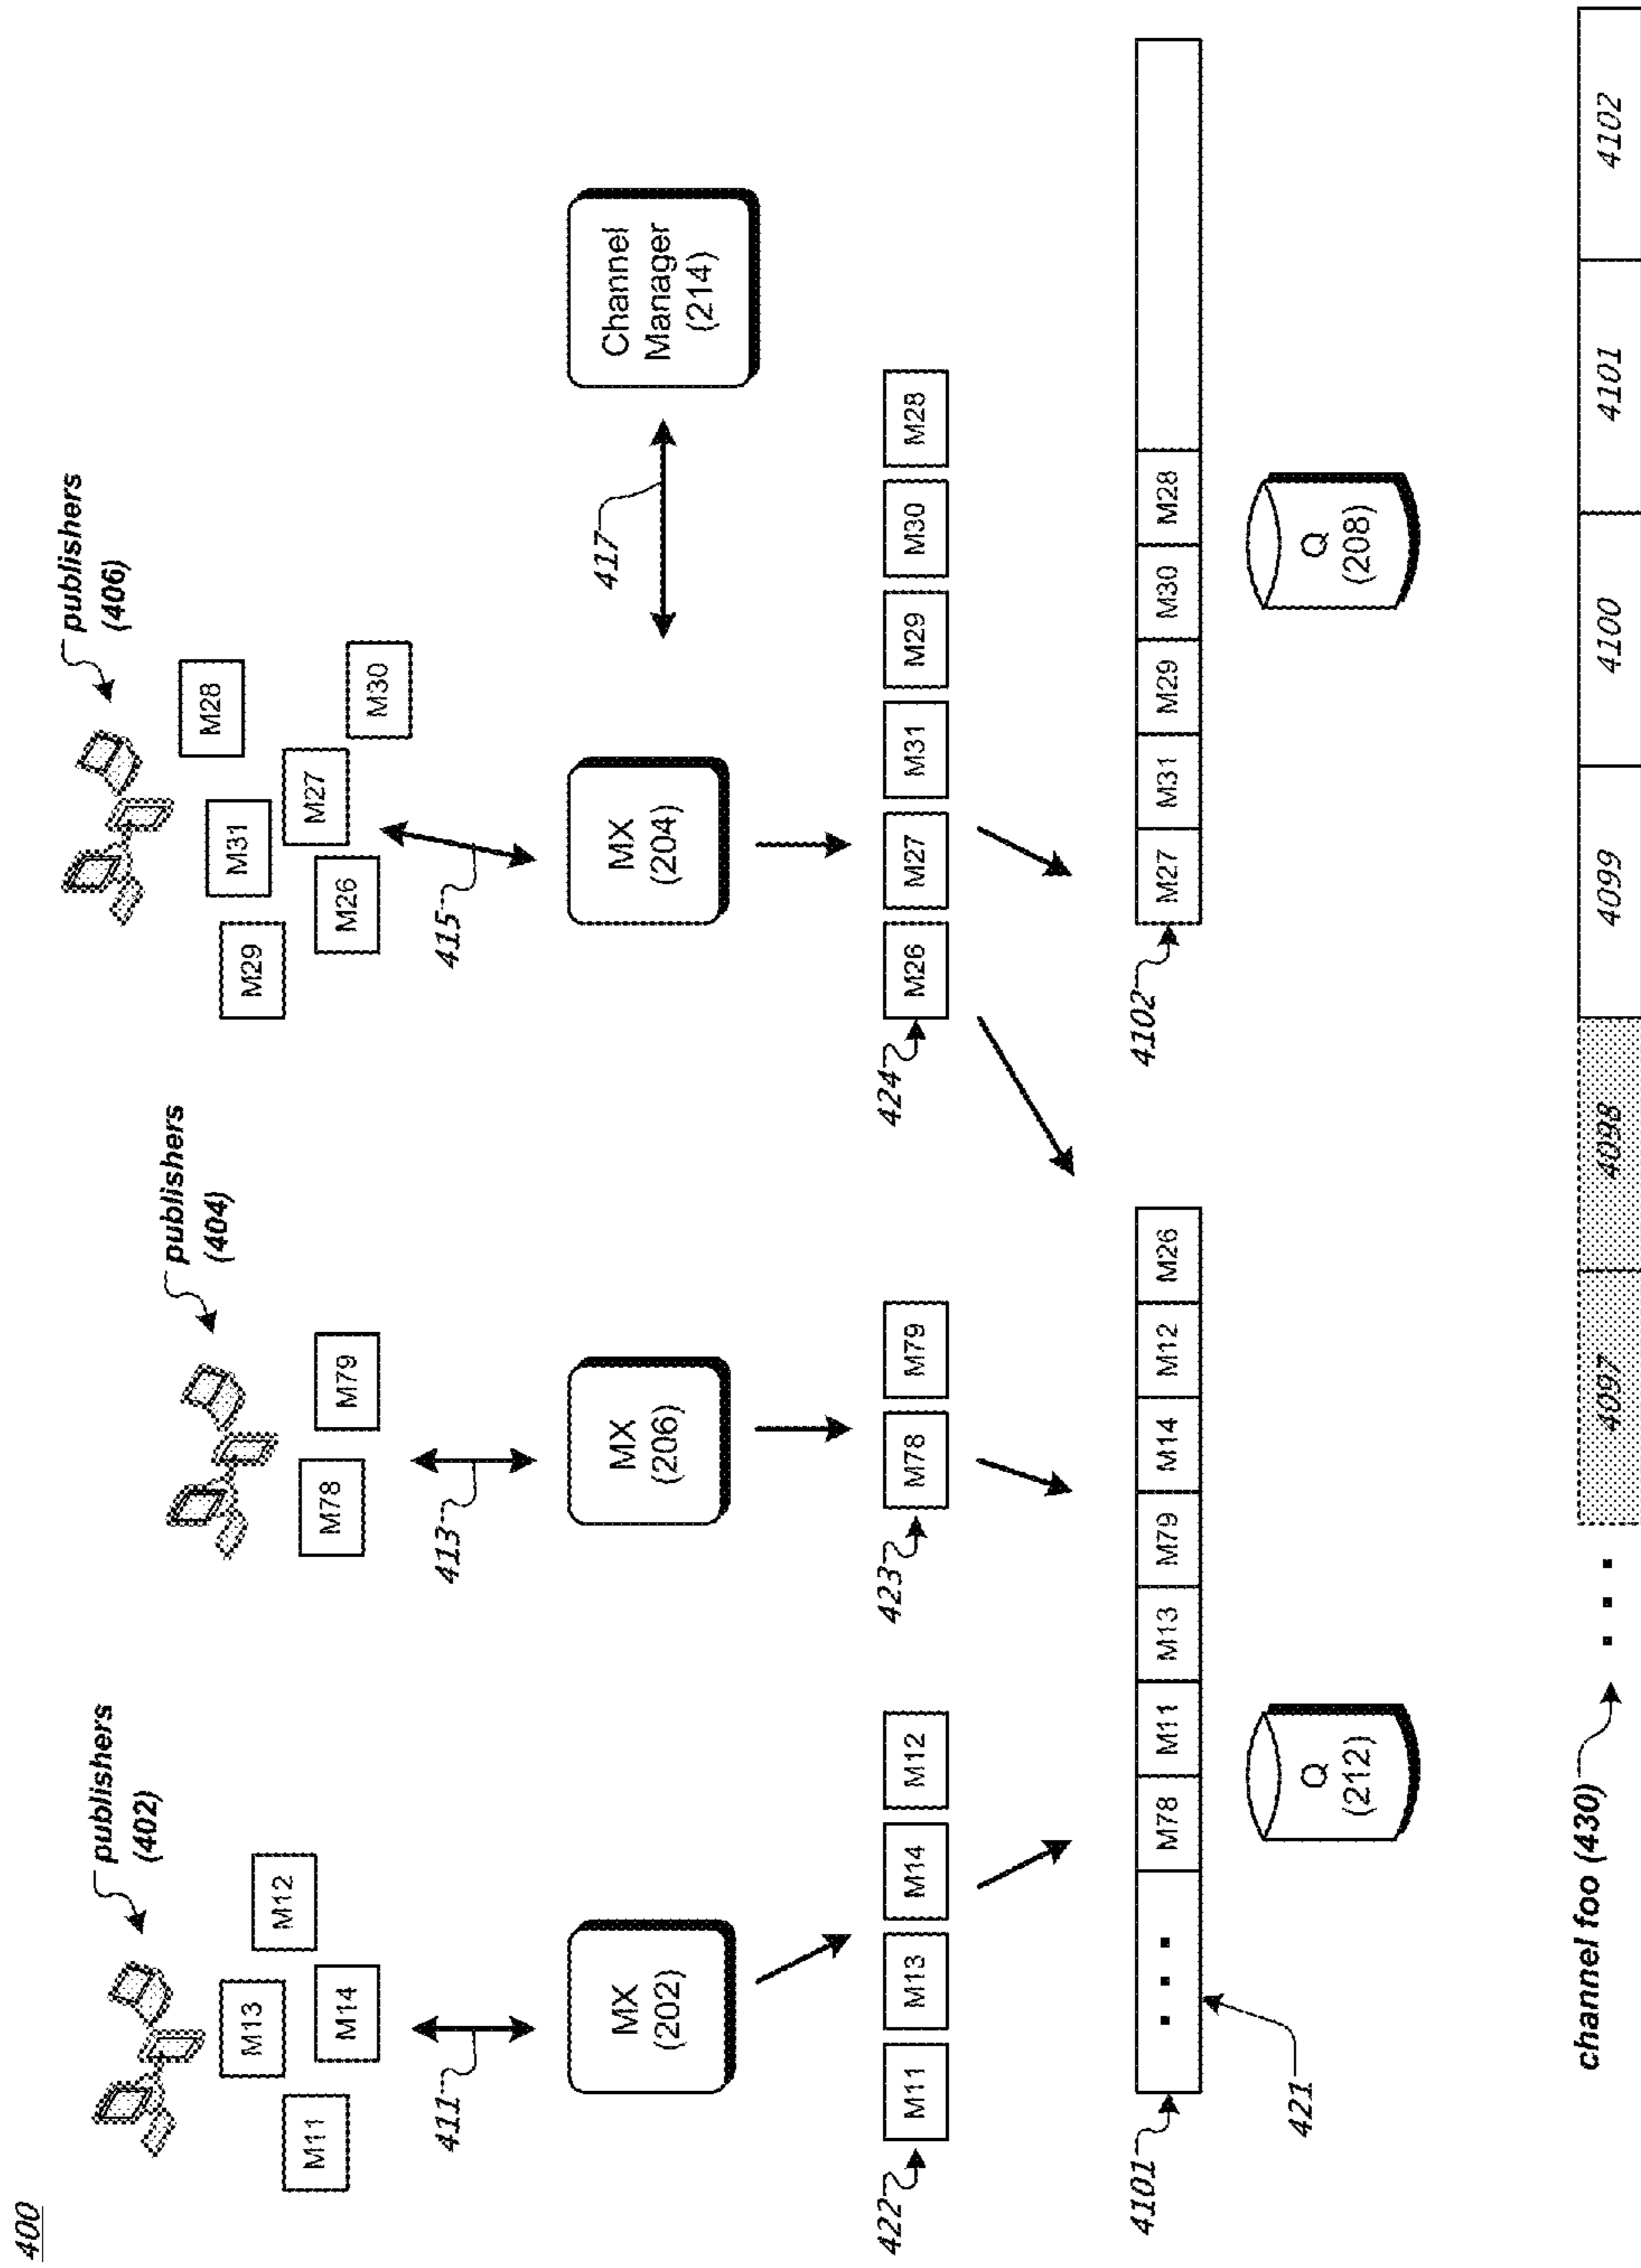 400
publishers
(402)
publishers
(404)
publishers
(406)
M11
M13
M14
M12
M78
M79
M29
M26
M31
M27
M28
M30
411
413
415
417
MX
(202)
MX
(206)
MX
(204)
Channel
Manager
(214)
422
M11
M13
M14
M12
423
M78
M79
424
M26
M27
M31
M29
M30
M28
4101
M78
M11
M13
M79
M14
M12
M26
421
4102
M27
M31
M29
M30
M28
Q
(212)
Q
(208)
channel foo (430)
4097
4098
4099
4100
4101
4102